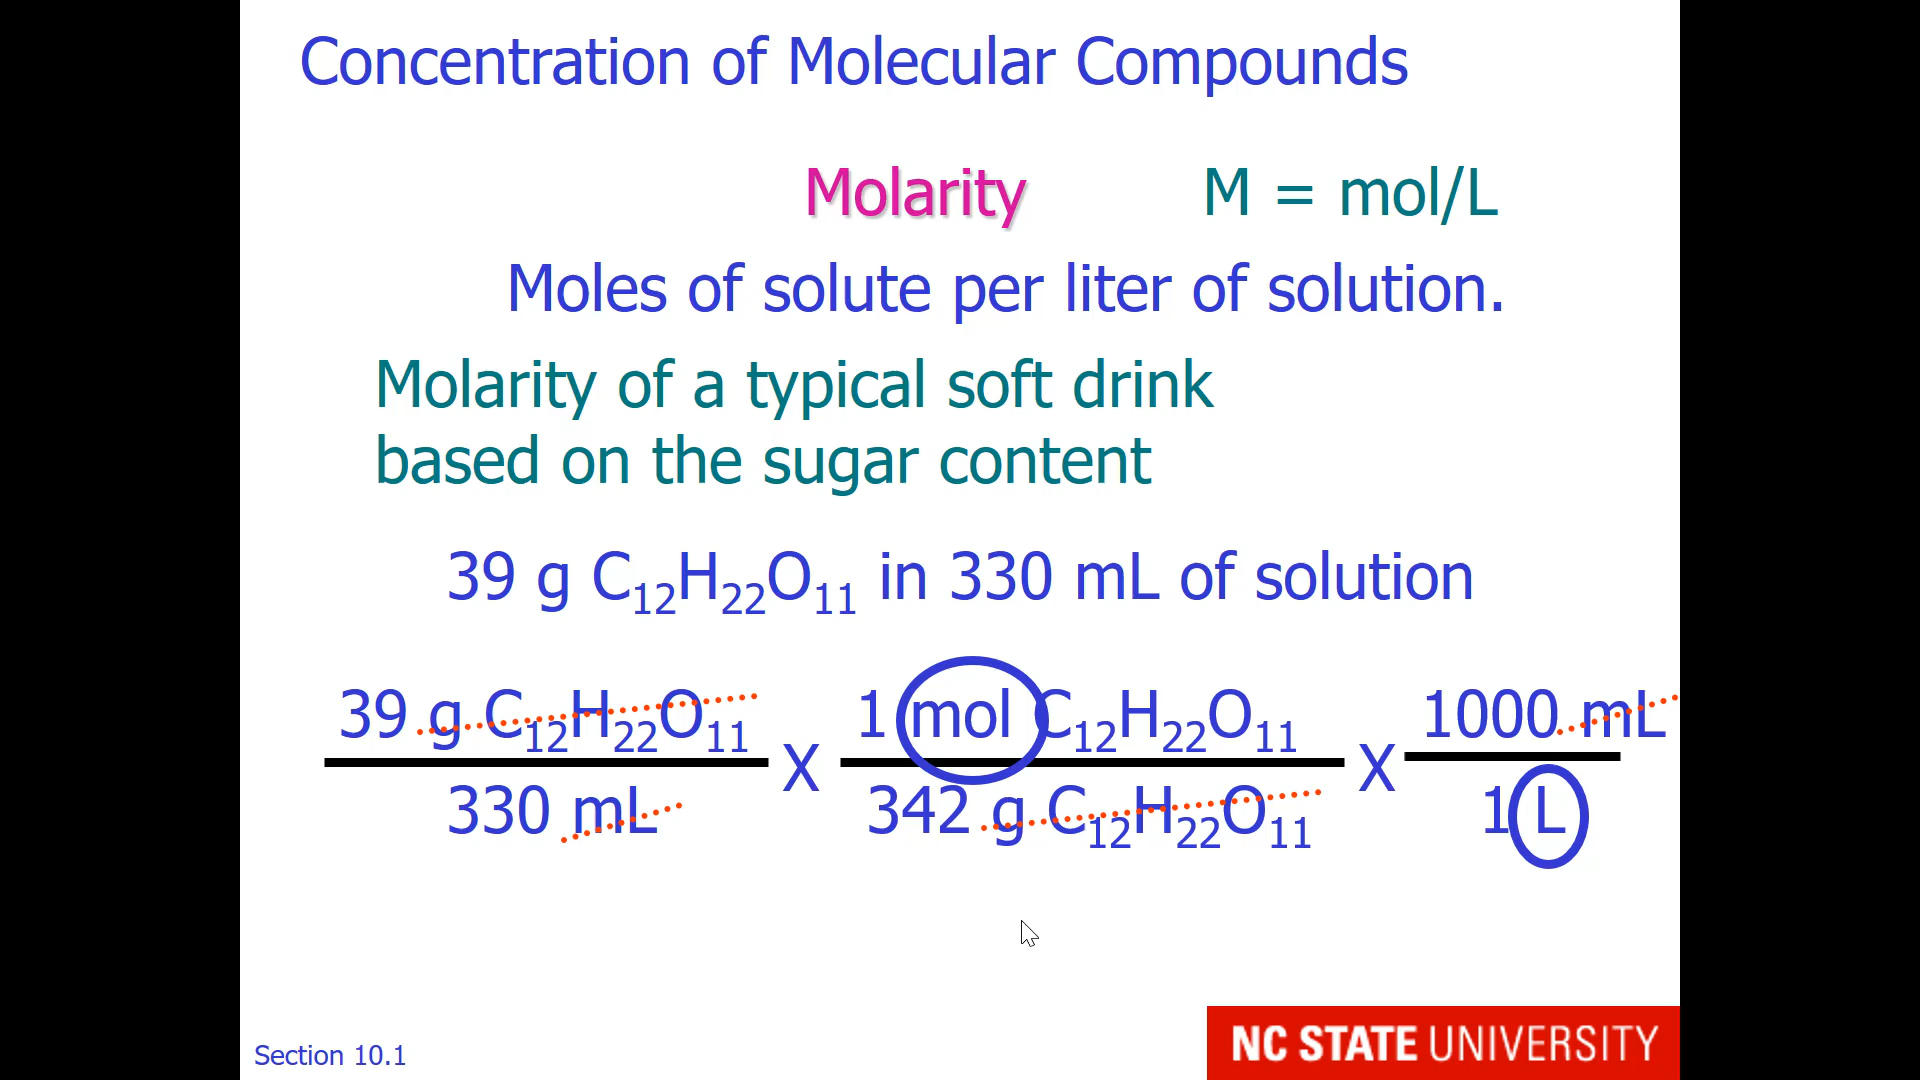 Concentration of Molecular Compounds
Molarity M = mol/L
Moles of solute per liter of solution.
Molarity of a typical soft drink
based on the sugar content
39 g C₁₂H₂₂O₁₁ in 330 mL of solution
39 g C₁₂H₂₂O₁₁ X 1 mol C₁₂H₂₂O₁₁ X 1000 mL
330 mL 342 g C₁₂H₂₂O₁₁ 1 L
Section 10.1
NC STATE UNIVERSITY